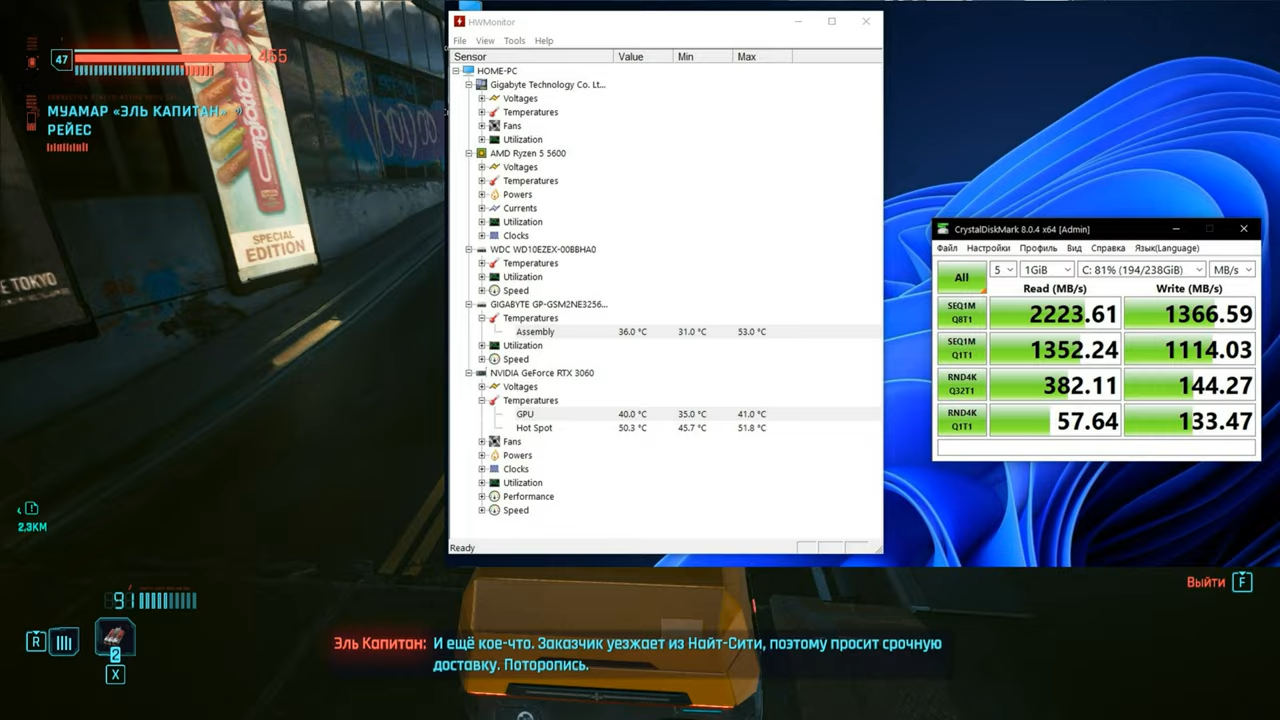 47
455
МУАМАР «ЭЛЬ КАПИТАН»
РЕЙЕС
SPECIAL
EDITION
E TOKYO
2,3КМ
91
R
2
X
HWMonitor
File View Tools Help
Sensor Value Min Max
HOME-PC
Gigabyte Technology Co. Lt...
Voltages
Temperatures
Fans
Utilization
AMD Ryzen 5 5600
Voltages
Temperatures
Powers
Currents
Utilization
Clocks
WDC WD10EZEX-00BBHA0
Temperatures
Utilization
Speed
GIGABYTE GP-GSM2NE3256...
Temperatures
Assembly 36.0 °C 31.0 °C 53.0 °C
Utilization
Speed
NVIDIA GeForce RTX 3060
Voltages
Temperatures
GPU 40.0 °C 35.0 °C 41.0 °C
Hot Spot 50.3 °C 45.7 °C 51.8 °C
Fans
Powers
Clocks
Utilization
Performance
Speed
Ready
CrystalDiskMark 8.0.4 x64 [Admin]
Файл Настройки Профиль Вид Справка Язык(Language)
All 5 1GiB C: 81% (194/238GiB) MB/s
Read (MB/s) Write (MB/s)
SEQ1M
Q8T1 2223.61 1366.59
SEQ1M
Q1T1 1352.24 1114.03
RND4K
Q32T1 382.11 144.27
RND4K
Q1T1 57.64 133.47
Выйти F
Эль Капитан: И ещё кое-что. Заказчик уезжает из Найт-Сити, поэтому просит срочную
доставку. Поторопись.